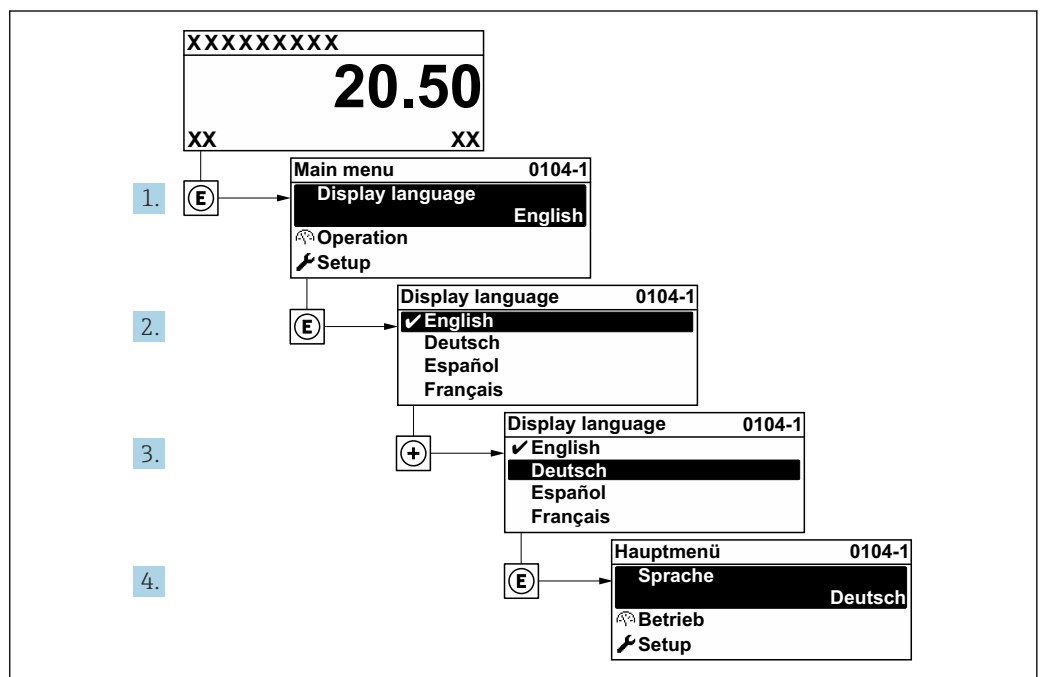 XXXXXXXXX
20.50
XX XX
1. E
Main menu 0104-1
Display language
English
Operation
Setup
2. E
Display language 0104-1
✔ English
Deutsch
Español
Français
3. +
Display language 0104-1
✔ English
Deutsch
Español
Français
4. E
Hauptmenü 0104-1
Sprache
Deutsch
Betrieb
Setup